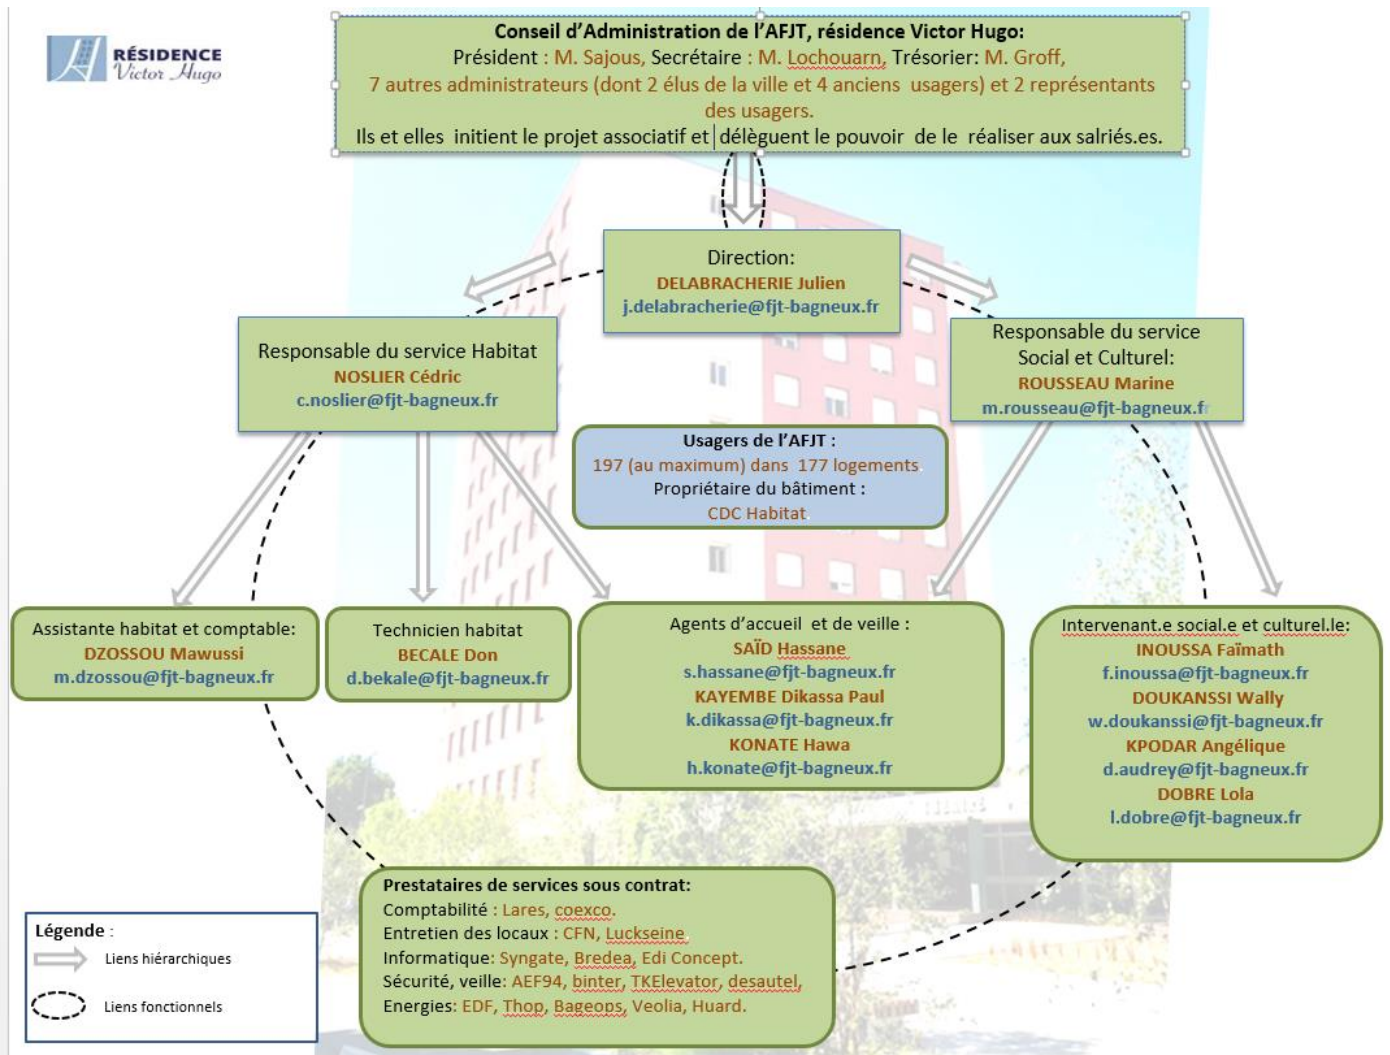 RÉSIDENCE
Victor Hugo
Conseil d’Administration de l’AFJT, résidence Victor Hugo:
Président : M. Sajous, Secrétaire : M. Lochouarn, Trésorier: M. Groff,
7 autres administrateurs (dont 2 élus de la ville et 4 anciens usagers) et 2 représentants
des usagers.
Ils et elles initient le projet associatif et délèguent le pouvoir de le réaliser aux salriés.es.
Direction:
DELABRACHERIE Julien
j.delabracherie@fjt-bagneux.fr
Responsable du service Habitat
NOSLIER Cédric
c.noslier@fjt-bagneux.fr
Responsable du service
Social et Culturel:
ROUSSEAU Marine
m.rousseau@fjt-bagneux.fr
Usagers de l’AFJT :
197 (au maximum) dans 177 logements.
Propriétaire du bâtiment :
CDC Habitat.
Assistante habitat et comptable:
DZOSSOU Mawussi
m.dzossou@fjt-bagneux.fr
Technicien habitat
BECALE Don
d.bekale@fjt-bagneux.fr
Agents d’accueil et de veille :
SAÏD Hassane
s.hassane@fjt-bagneux.fr
KAYEMBE Dikassa Paul
k.dikassa@fjt-bagneux.fr
KONATE Hawa
h.konate@fjt-bagneux.fr
Intervenant.e social.e et culturel.le:
INOUSSA Faïmath
f.inoussa@fjt-bagneux.fr
DOUKANSSI Wally
w.doukanssi@fjt-bagneux.fr
KPODAR Angélique
d.audrey@fjt-bagneux.fr
DOBRE Lola
l.dobre@fjt-bagneux.fr
Prestataires de services sous contrat:
Comptabilité : Lares, coexco.
Entretien des locaux : CFN, Luckseine.
Informatique: Syngate, Bredea, Edi Concept.
Sécurité, veille: AEF94, binter, TKElevator, desautel,
Energies: EDF, Thop, Bageops, Veolia, Huard.
Légende :
Liens hiérarchiques
Liens fonctionnels